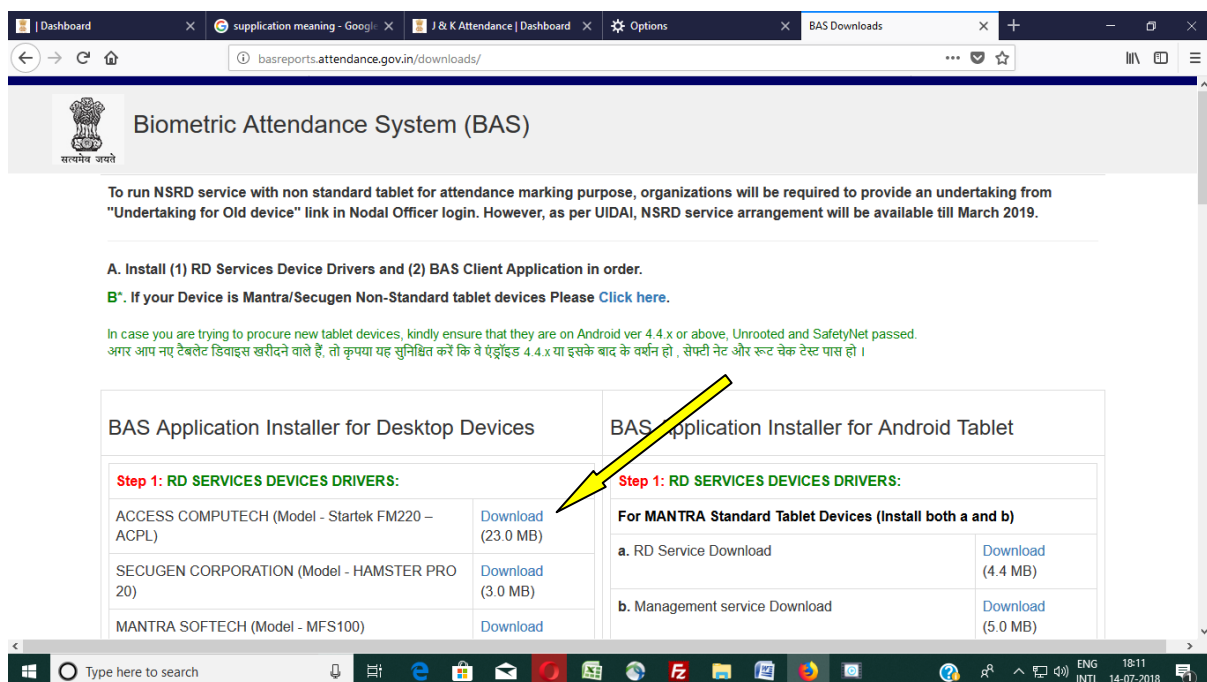 | Dashboard
supplication meaning - Google
J & K Attendance | Dashboard
Options
BAS Downloads
basreports.attendance.gov.in/downloads/
सत्यमेव जयते
Biometric Attendance System (BAS)
To run NSRD service with non standard tablet for attendance marking purpose, organizations will be required to provide an undertaking from
"Undertaking for Old device" link in Nodal Officer login. However, as per UIDAI, NSRD service arrangement will be available till March 2019.
A. Install (1) RD Services Device Drivers and (2) BAS Client Application in order.
B*. If your Device is Mantra/Secugen Non-Standard tablet devices Please Click here.
In case you are trying to procure new tablet devices, kindly ensure that they are on Android ver 4.4.x or above, Unrooted and SafetyNet passed.
अगर आप नए टैबलेट डिवाइस खरीदने वाले हैं, तो कृपया यह सुनिश्चित करें कि वे एंड्रॉइड 4.4.x या इसके बाद के वर्शन हो , सेफ्टी नेट और रूट चेक टेस्ट पास हो ।
BAS Application Installer for Desktop Devices
Step 1: RD SERVICES DEVICES DRIVERS:
ACCESS COMPUTECH (Model - Startek FM220 –
ACPL)
Download
(23.0 MB)
SECUGEN CORPORATION (Model - HAMSTER PRO
20)
Download
(3.0 MB)
MANTRA SOFTECH (Model - MFS100)
Download
BAS Application Installer for Android Tablet
Step 1: RD SERVICES DEVICES DRIVERS:
For MANTRA Standard Tablet Devices (Install both a and b)
a. RD Service Download
Download
(4.4 MB)
b. Management service Download
Download
(5.0 MB)
Type here to search
ENG
INTL
18:11
14-07-2018